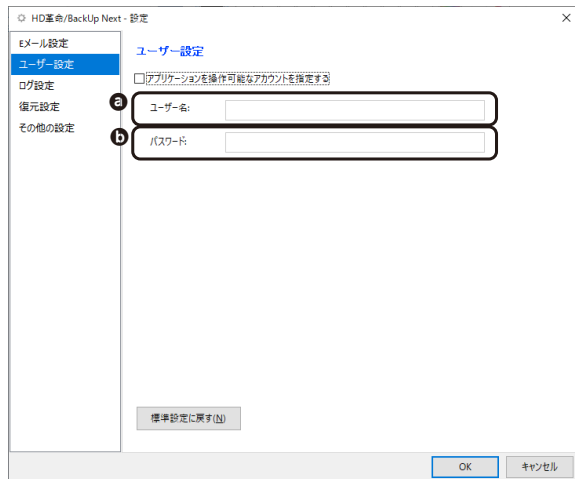 HD革命/BackUp Next - 設定
Eメール設定
ユーザー設定
ログ設定
復元設定
その他の設定
ユーザー設定
アプリケーションを操作可能なアカウントを指定する
a ユーザー名:
b パスワード:
標準設定に戻す(N)
OK キャンセル